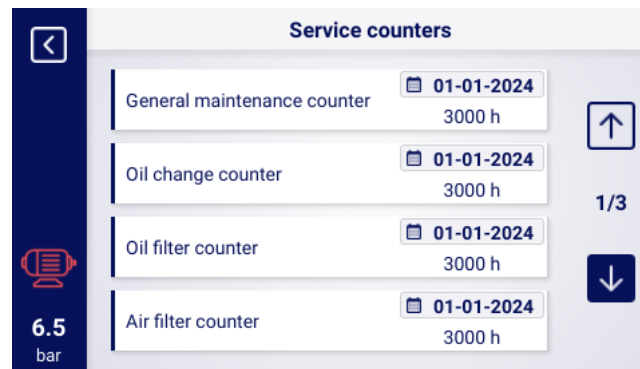 Service counters
General maintenance counter
01-01-2024
3000 h
Oil change counter
01-01-2024
3000 h
1/3
Oil filter counter
01-01-2024
3000 h
Air filter counter
01-01-2024
3000 h
6.5
bar